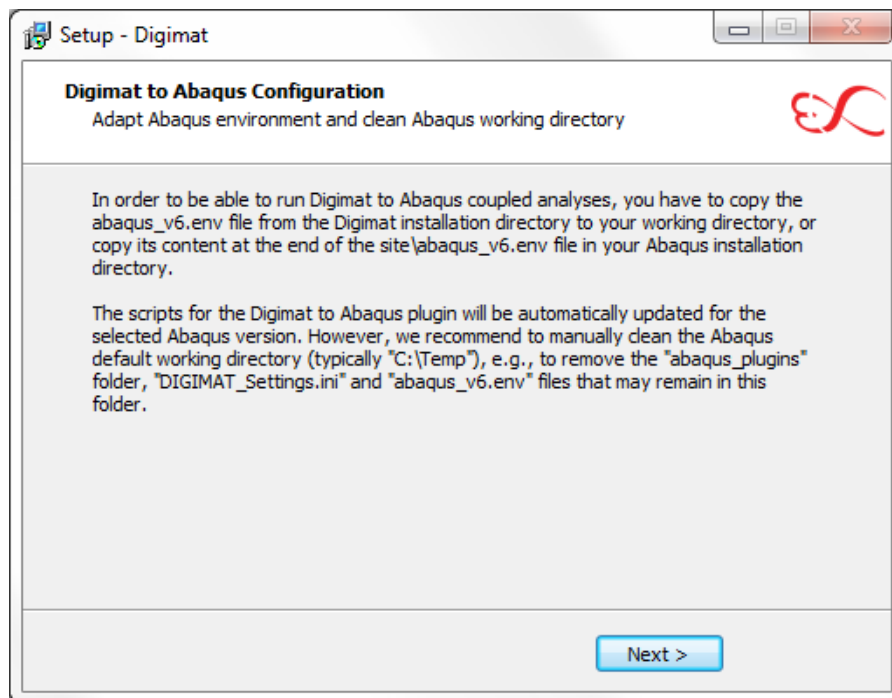 Setup - Digimat
Digimat to Abaqus Configuration
Adapt Abaqus environment and clean Abaqus working directory
In order to be able to run Digimat to Abaqus coupled analyses, you have to copy the
abaqus_v6.env file from the Digimat installation directory to your working directory, or
copy its content at the end of the site\abaqus_v6.env file in your Abaqus installation
directory.
The scripts for the Digimat to Abaqus plugin will be automatically updated for the
selected Abaqus version. However, we recommend to manually clean the Abaqus
default working directory (typically "C:\Temp"), e.g., to remove the "abaqus_plugins"
folder, "DIGIMAT_Settings.ini" and "abaqus_v6.env" files that may remain in this
folder.
Next >